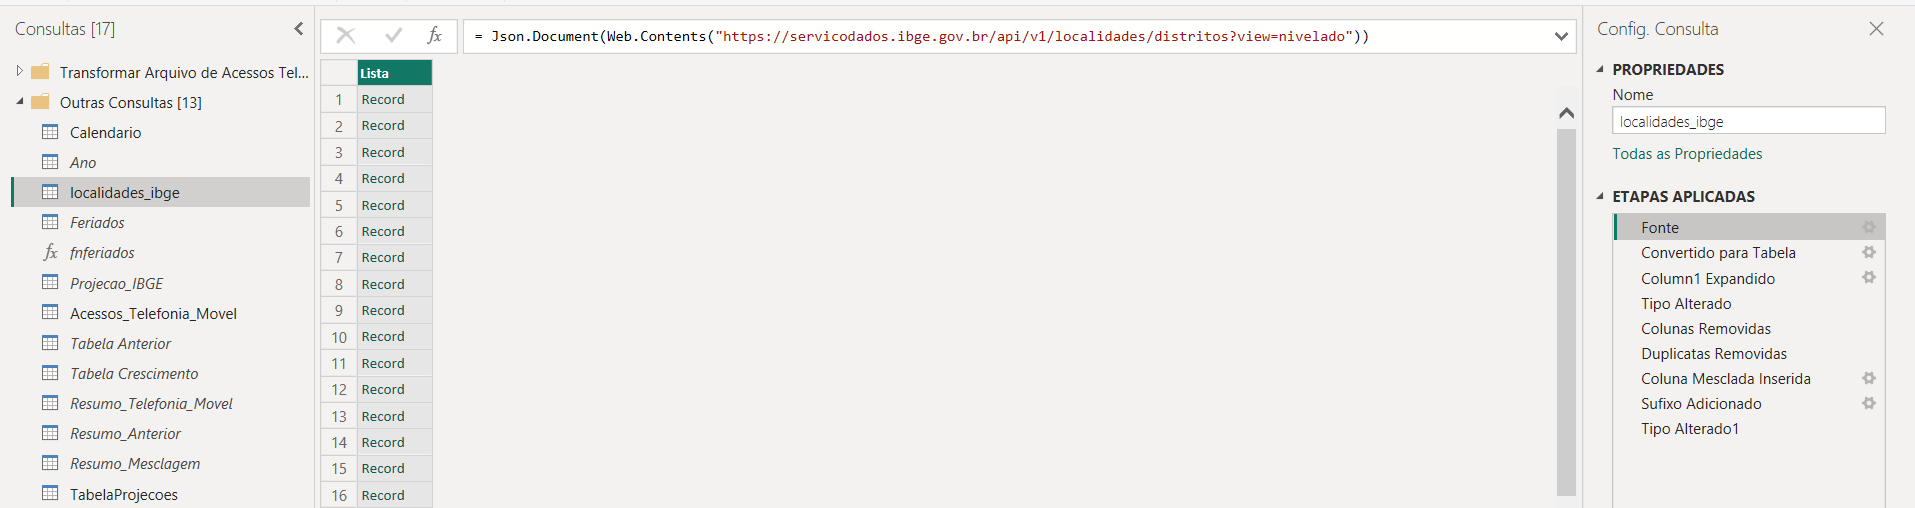 Consultas [17]
Transformar Arquivo de Acessos Tel...
Outras Consultas [13]
Calendario
Ano
localidades_ibge
Feriados
fx fnferiados
Projecao_IBGE
Acessos_Telefonia_Movel
Tabela Anterior
Tabela Crescimento
Resumo_Telefonia_Movel
Resumo_Anterior
Resumo_Mesclagem
TabelaProjecoes
fx = Json.Document(Web.Contents("https://servicodados.ibge.gov.br/api/v1/localidades/distritos?view=nivelado"))
Lista
1 Record
2 Record
3 Record
4 Record
5 Record
6 Record
7 Record
8 Record
9 Record
10 Record
11 Record
12 Record
13 Record
14 Record
15 Record
16 Record
Config. Consulta
PROPRIEDADES
Nome
localidades_ibge
Todas as Propriedades
ETAPAS APLICADAS
Fonte
Convertido para Tabela
Column1 Expandido
Tipo Alterado
Colunas Removidas
Duplicatas Removidas
Coluna Mesclada Inserida
Sufixo Adicionado
Tipo Alterado1